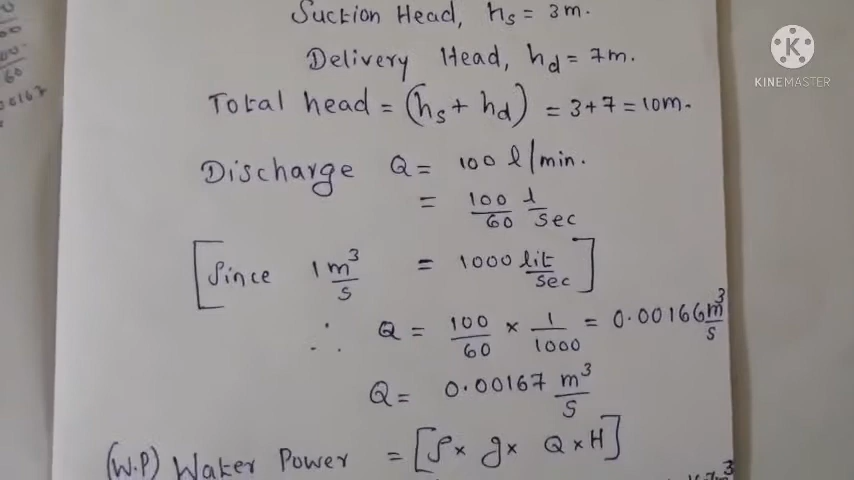 Suction Head, hs = 3m.
Delivery Head, hd = 7m.
Total head = (hs + hd) = 3+7 = 10m.
Discharge Q = 100 l/min.
= 100/60 l/sec
[Since 1 m³/s = 1000 lit/sec]
∴ Q = 100/60 × 1/1000 = 0.00166 m³/s
Q = 0.00167 m³/s
(W.P) Water Power = [ρ× g× Q×H]
KINEMASTER